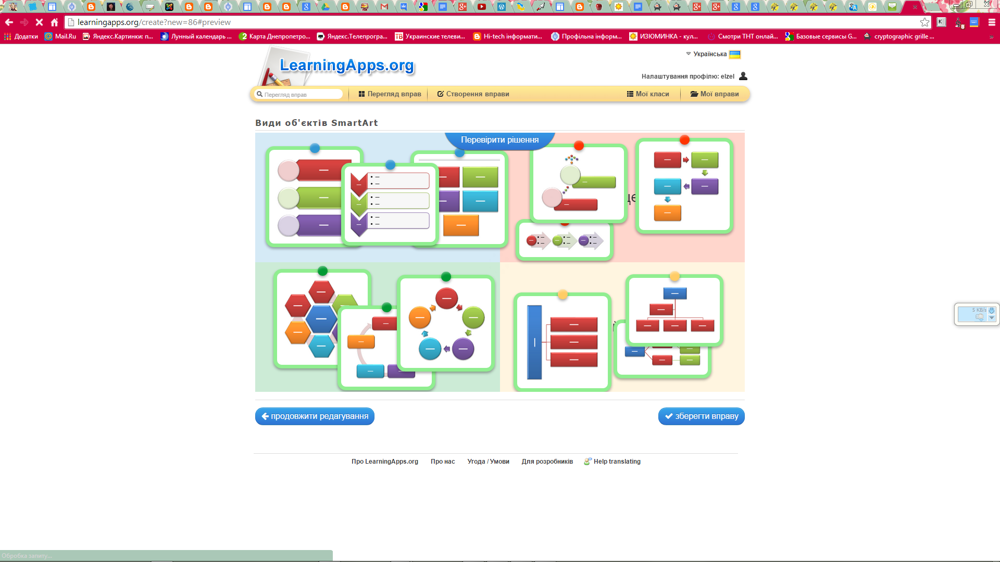 learningapps.org/create?new=86#preview
Додатки
Mail.Ru
Яндекс.Картинки: п...
Лунный календарь ...
Карта Днепропетро...
Яндекс.Телепрогра...
Украинские телеви...
Hi-tech інформати...
Профільна інформ...
ИЗЮМИНКА - кул...
Смотри ТНТ онлай...
Базовые сервисы G...
cryptographic grille ...
Українська
LearningApps.org
Налаштування профілю: elzel
Перегляд вправ
Перегляд вправ
Створення вправи
Мої класи
Мої вправи
Види об'єктів SmartArt
Перевірити рішення
5 KB/s
продовжити редагування
зберегти вправу
Про LearningApps.org
Про нас
Угода / Умови
Для розробників
Help translating
Обробка запиту...